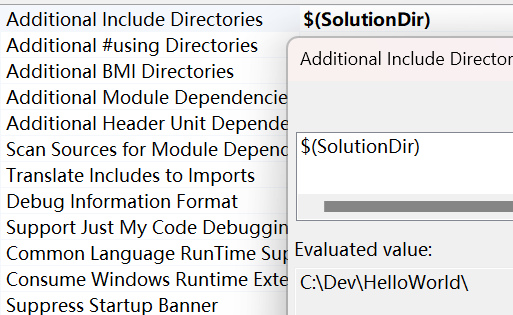 Additional Include Directories $(SolutionDir)
Additional #using Directories
Additional Include Director
Additional BMI Directories
Additional Module Dependencie
Additional Header Unit Depende
Scan Sources for Module Depend
$(SolutionDir)
Translate Includes to Imports
Debug Information Format
Support Just My Code Debuggin
Common Language RunTime Sup
Evaluated value:
Consume Windows Runtime Exte
C:\Dev\HelloWorld\
Suppress Startup Banner